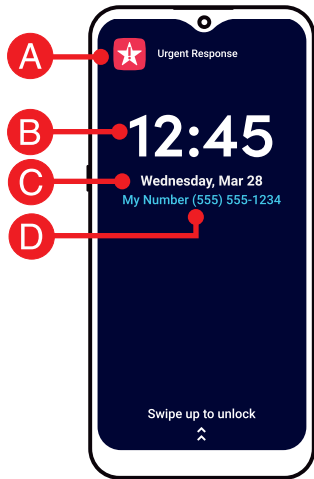 A
Urgent Response
B
12:45
C
Wednesday, Mar 28
My Number (555) 555-1234
D
Swipe up to unlock